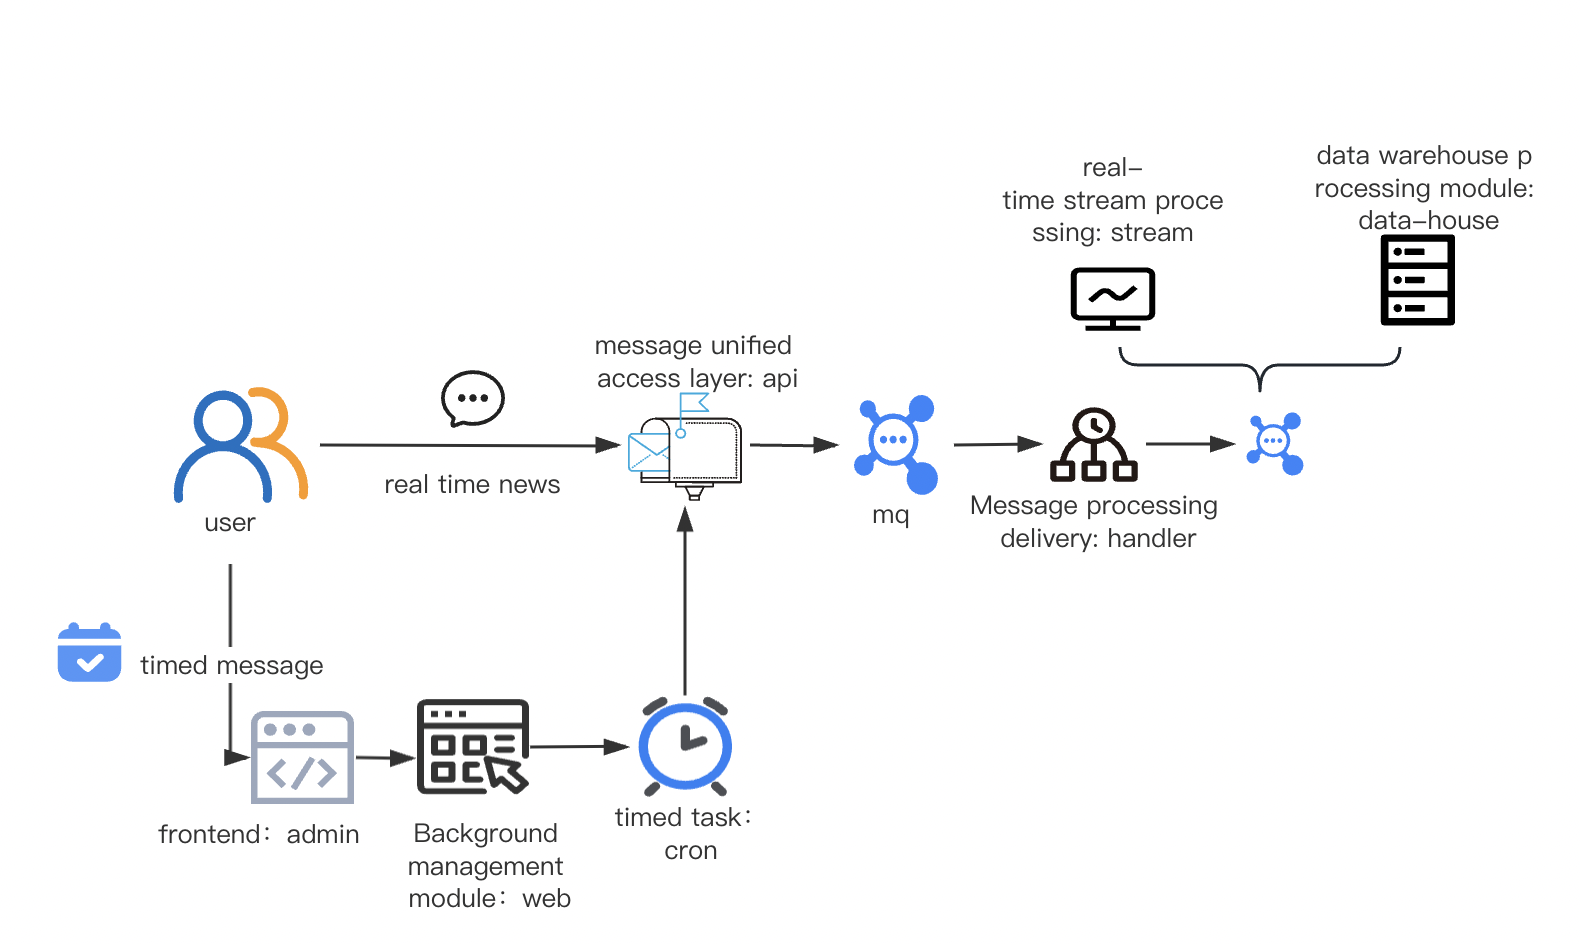 real-
time stream proce
ssing: stream
data warehouse p
rocessing module:
data-house
message unified
access layer: api
real time news
user
mq
Message processing
delivery: handler
timed message
frontend：admin
Background
management
module：web
timed task：
cron